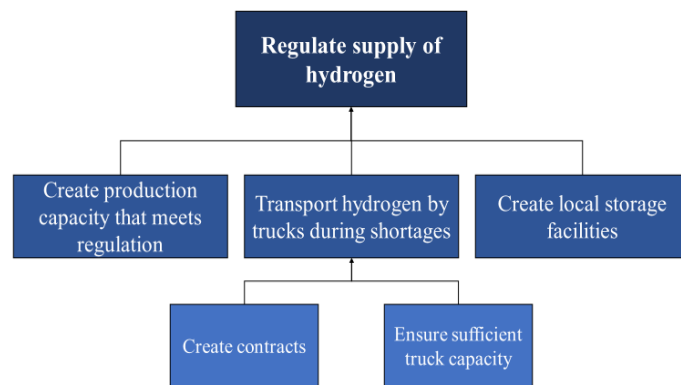 Regulate supply of
hydrogen
Create production
capacity that meets
regulation
Transport hydrogen by
trucks during shortages
Create local storage
facilities
Create contracts
Ensure sufficient
truck capacity